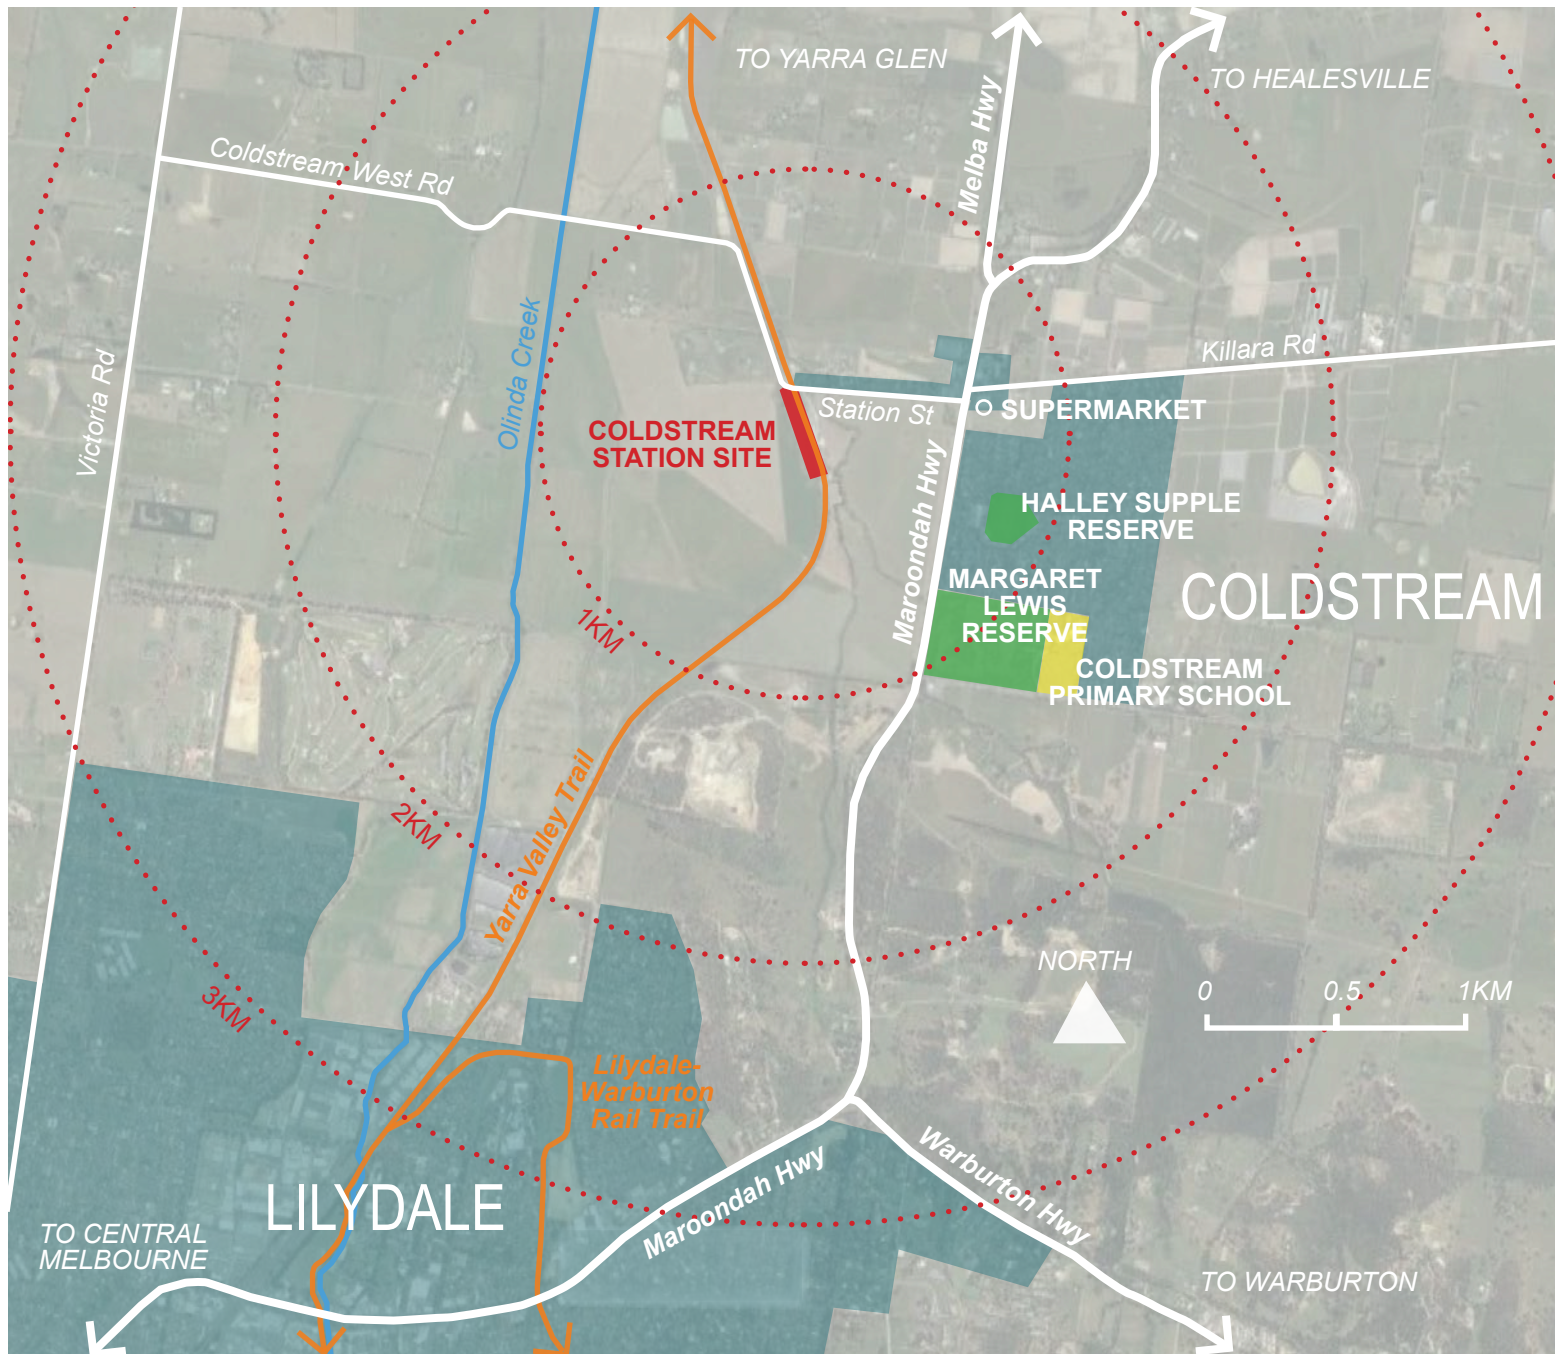 TO YARRA GLEN
TO HEALESVILLE
Melba Hwy
Coldstream West Rd
Olinda Creek
Victoria Rd
Killara Rd
Station St
SUPERMARKET
COLDSTREAM
STATION SITE
Maroondah Hwy
HALLEY SUPPLE
RESERVE
MARGARET
LEWIS
RESERVE
COLDSTREAM
COLDSTREAM
PRIMARY SCHOOL
1KM
2KM
3KM
Yarra Valley Trail
NORTH
0 0.5 1KM
Lilydale-
Warburton
Rail Trail
LILYDALE
Maroondah Hwy
Warburton Hwy
TO CENTRAL
MELBOURNE
TO WARBURTON